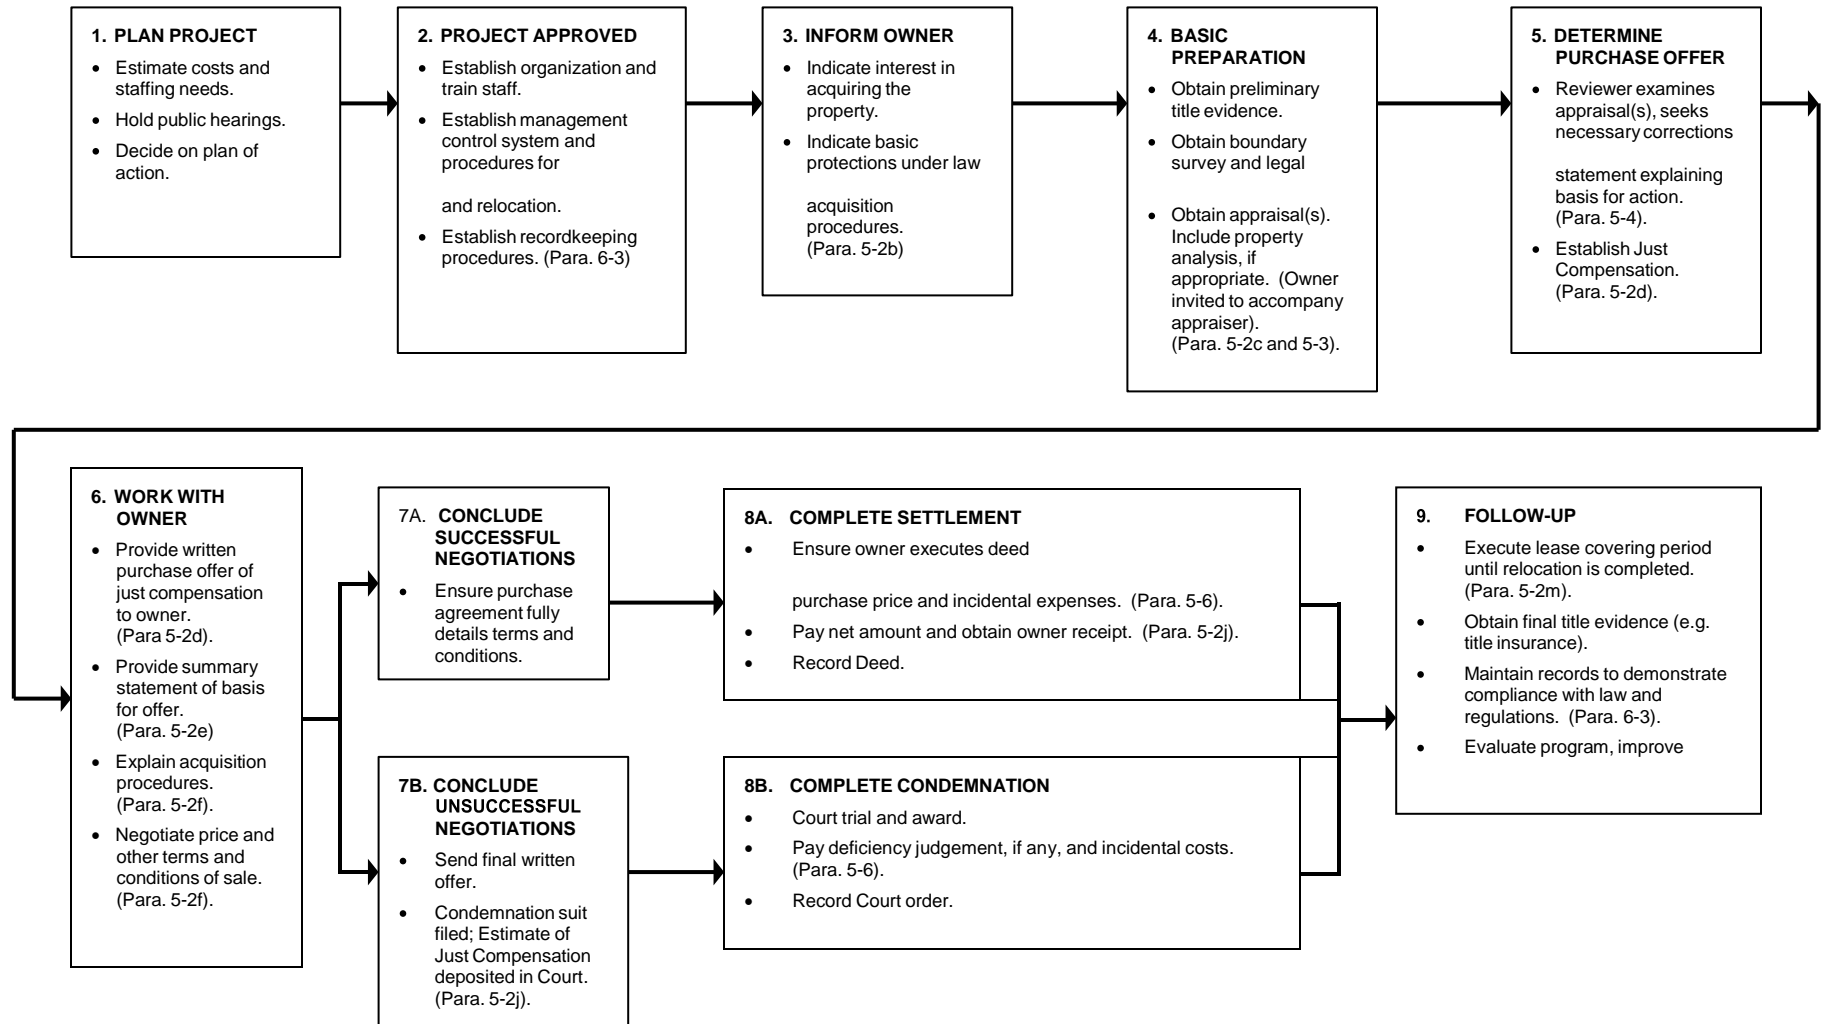 1. PLAN PROJECT
• Estimate costs and
staffing needs.
• Hold public hearings.
• Decide on plan of
action.
2. PROJECT APPROVED
• Establish organization and
train staff.
• Establish management
control system and
procedures for
and relocation.
• Establish recordkeeping
procedures. (Para. 6-3)
3. INFORM OWNER
• Indicate interest in
acquiring the
property.
• Indicate basic
protections under law
acquisition
procedures.
(Para. 5-2b)
4. BASIC
PREPARATION
• Obtain preliminary
title evidence.
• Obtain boundary
survey and legal
• Obtain appraisal(s).
Include property
analysis, if
appropriate. (Owner
invited to accompany
appraiser).
(Para. 5-2c and 5-3).
5. DETERMINE
PURCHASE OFFER
• Reviewer examines
appraisal(s), seeks
necessary corrections
statement explaining
basis for action.
(Para. 5-4).
• Establish Just
Compensation.
(Para. 5-2d).
6. WORK WITH
OWNER
• Provide written
purchase offer of
just compensation
to owner.
(Para 5-2d).
• Provide summary
statement of basis
for offer.
(Para. 5-2e)
• Explain acquisition
procedures.
(Para. 5-2f).
• Negotiate price and
other terms and
conditions of sale.
(Para. 5-2f).
7A. CONCLUDE
SUCCESSFUL
NEGOTIATIONS
• Ensure purchase
agreement fully
details terms and
conditions.
7B. CONCLUDE
UNSUCCESSFUL
NEGOTIATIONS
• Send final written
offer.
• Condemnation suit
filed; Estimate of
Just Compensation
deposited in Court.
(Para. 5-2j).
8A. COMPLETE SETTLEMENT
• Ensure owner executes deed
purchase price and incidental expenses. (Para. 5-6).
• Pay net amount and obtain owner receipt. (Para. 5-2j).
• Record Deed.
8B. COMPLETE CONDEMNATION
• Court trial and award.
• Pay deficiency judgement, if any, and incidental costs.
(Para. 5-6).
• Record Court order.
9. FOLLOW-UP
• Execute lease covering period
until relocation is completed.
(Para. 5-2m).
• Obtain final title evidence (e.g.
title insurance).
• Maintain records to demonstrate
compliance with law and
regulations. (Para. 6-3).
• Evaluate program, improve